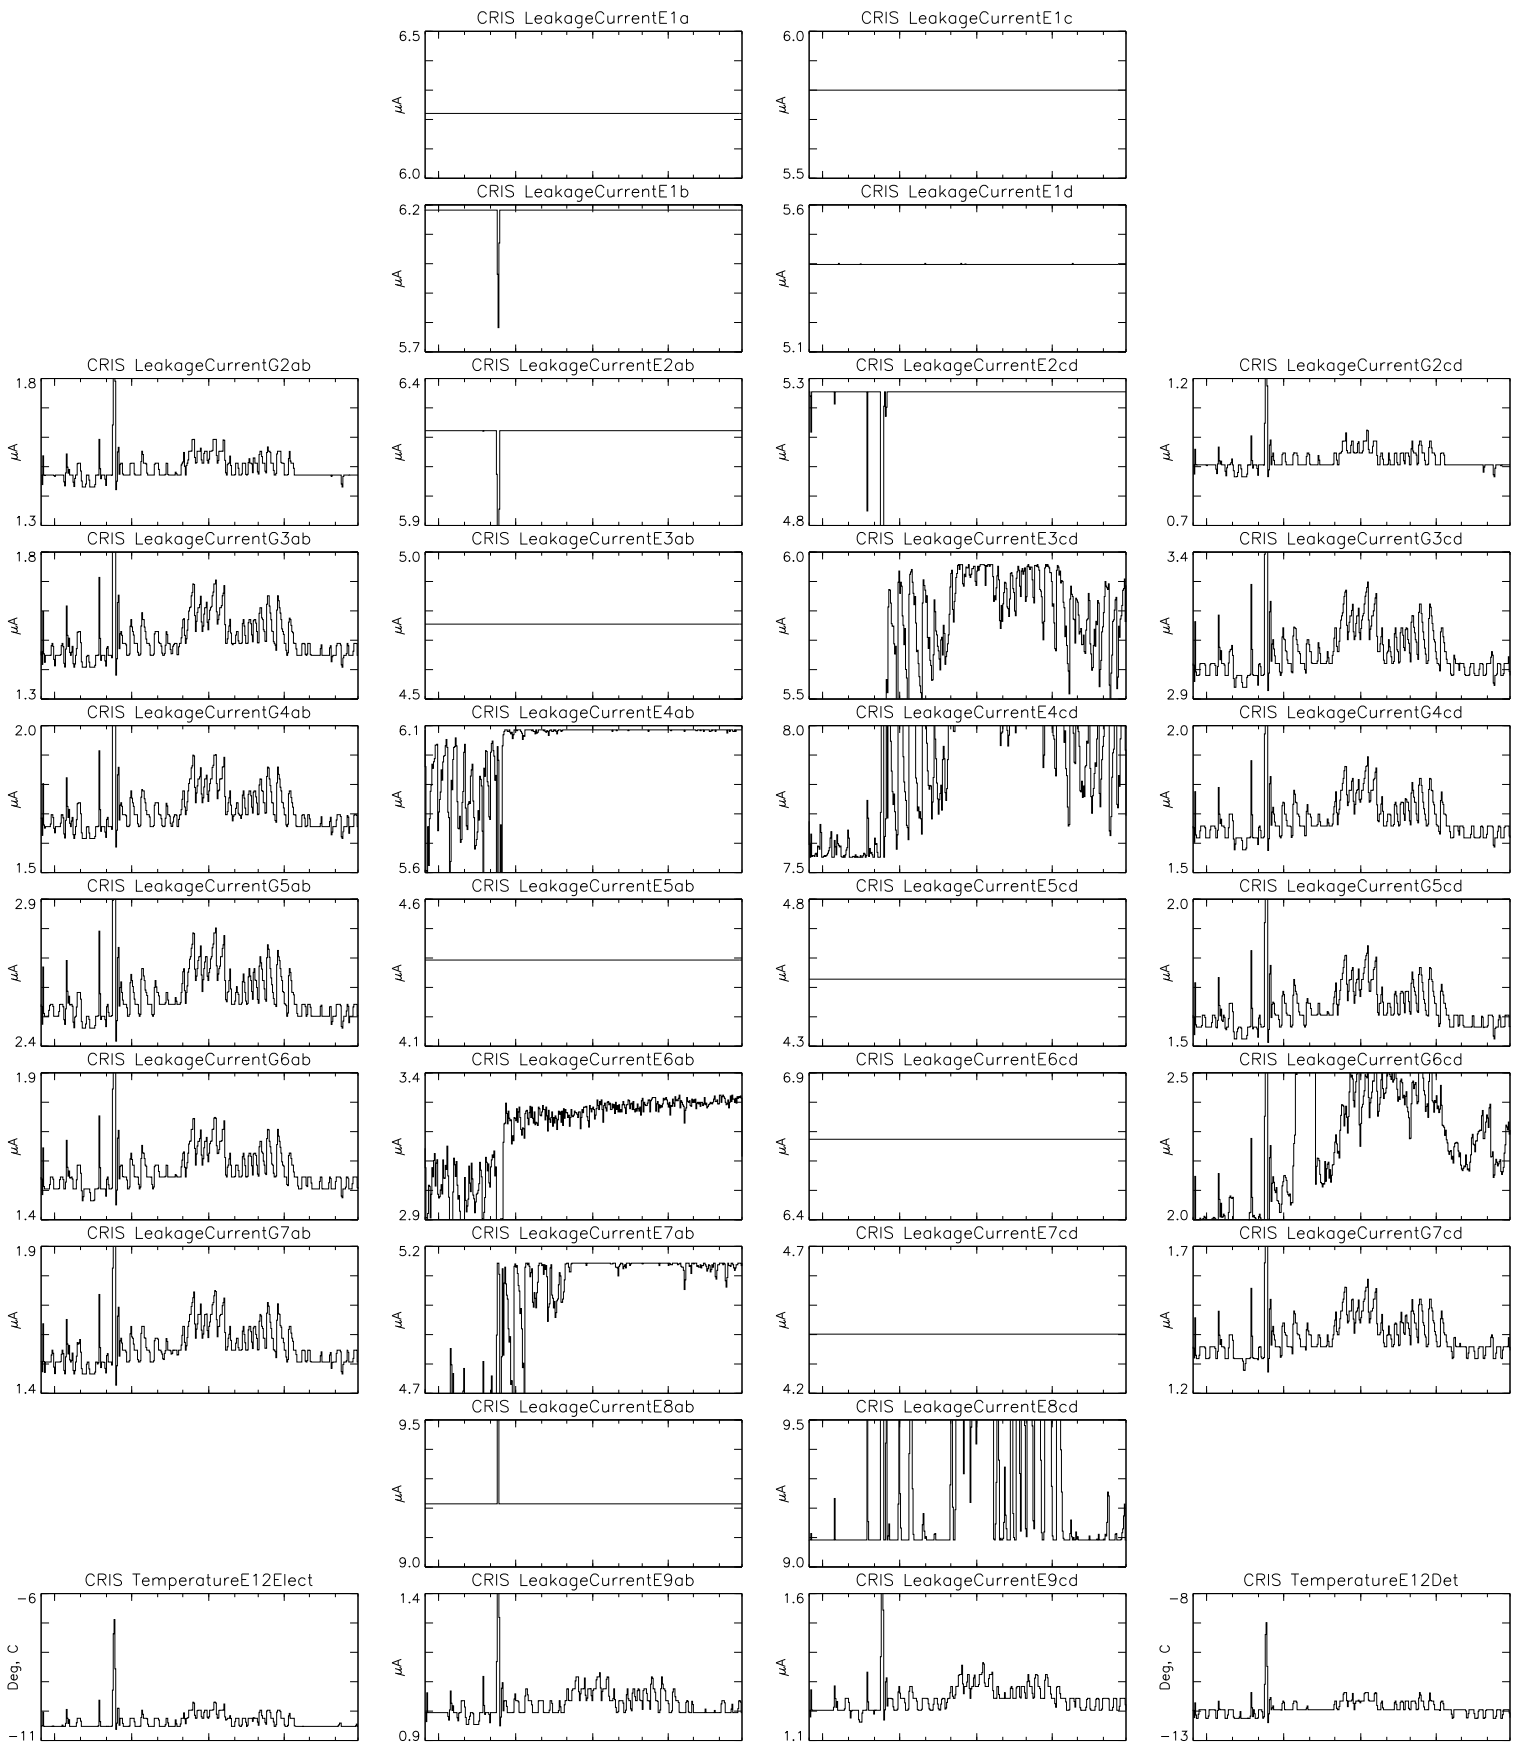 CRIS LeakageCurrentE1a
6.5
µA
6.0
CRIS LeakageCurrentE1c
6.0
µA
5.5
CRIS LeakageCurrentE1b
6.2
µA
5.7
CRIS LeakageCurrentE1d
5.6
µA
5.1
CRIS LeakageCurrentG2ab
1.8
µA
1.3
CRIS LeakageCurrentE2ab
6.4
µA
5.9
CRIS LeakageCurrentE2cd
5.3
µA
4.8
CRIS LeakageCurrentG2cd
1.2
µA
0.7
CRIS LeakageCurrentG3ab
1.8
µA
1.3
CRIS LeakageCurrentE3ab
5.0
µA
4.5
CRIS LeakageCurrentE3cd
6.0
µA
5.5
CRIS LeakageCurrentG3cd
3.4
µA
2.9
CRIS LeakageCurrentG4ab
2.0
µA
1.5
CRIS LeakageCurrentE4ab
6.1
µA
5.6
CRIS LeakageCurrentE4cd
8.0
µA
7.5
CRIS LeakageCurrentG4cd
2.0
µA
1.5
CRIS LeakageCurrentG5ab
2.9
µA
2.4
CRIS LeakageCurrentE5ab
4.6
µA
4.1
CRIS LeakageCurrentE5cd
4.8
µA
4.3
CRIS LeakageCurrentG5cd
2.0
µA
1.5
CRIS LeakageCurrentG6ab
1.9
µA
1.4
CRIS LeakageCurrentE6ab
3.4
µA
2.9
CRIS LeakageCurrentE6cd
6.9
µA
6.4
CRIS LeakageCurrentG6cd
2.5
µA
2.0
CRIS LeakageCurrentG7ab
1.9
µA
1.4
CRIS LeakageCurrentE7ab
5.2
µA
4.7
CRIS LeakageCurrentE7cd
4.7
µA
4.2
CRIS LeakageCurrentG7cd
1.7
µA
1.2
CRIS LeakageCurrentE8ab
9.5
µA
9.0
CRIS LeakageCurrentE8cd
9.5
µA
9.0
CRIS TemperatureE12Elect
-6
Deg, C
-11
CRIS LeakageCurrentE9ab
1.4
µA
0.9
CRIS LeakageCurrentE9cd
1.6
µA
1.1
CRIS TemperatureE12Det
-8
Deg, C
-13